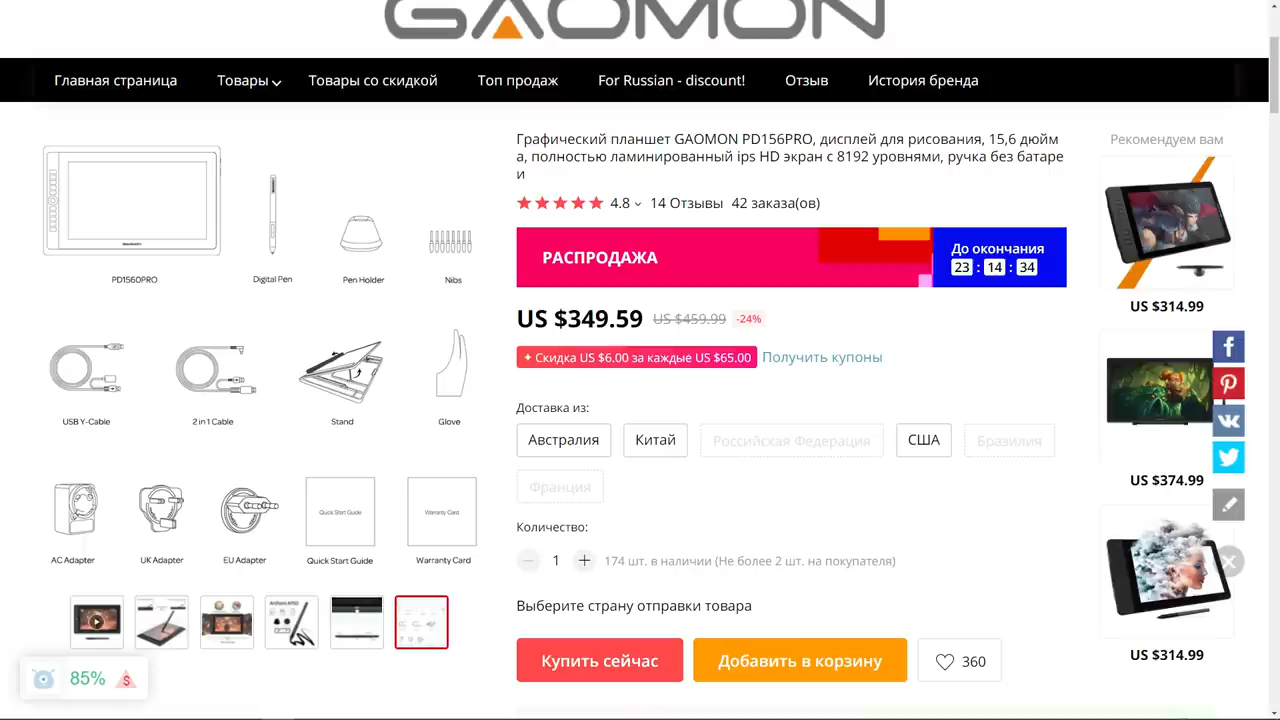 GAOMON
Главная страница
Товары
Товары со скидкой
Топ продаж
For Russian - discount!
Отзыв
История бренда
PD1560PRO
Digital Pen
Pen Holder
Nibs
USB Y-Cable
2 in 1 Cable
Stand
Glove
Quick Start Guide
Warranty Card
AC Adapter
UK Adapter
EU Adapter
Quick Start Guide
Warranty Card
85%
Графический планшет GAOMON PD156PRO, дисплей для рисования, 15,6 дюйм
а, полностью ламинированный ips HD экран с 8192 уровнями, ручка без батаре
и
4.8 14 Отзывы 42 заказа(ов)
РАСПРОДАЖА
До окончания
23 : 14 : 34
US $349.59 US $459.99 -24%
Скидка US $6.00 за каждые US $65.00 Получить купоны
Доставка из:
Австралия
Китай
Российская Федерация
США
Бразилия
Франция
Количество:
1 174 шт. в наличии (Не более 2 шт. на покупателя)
Выберите страну отправки товара
Купить сейчас
Добавить в корзину
360
Рекомендуем вам
US $314.99
US $374.99
US $314.99